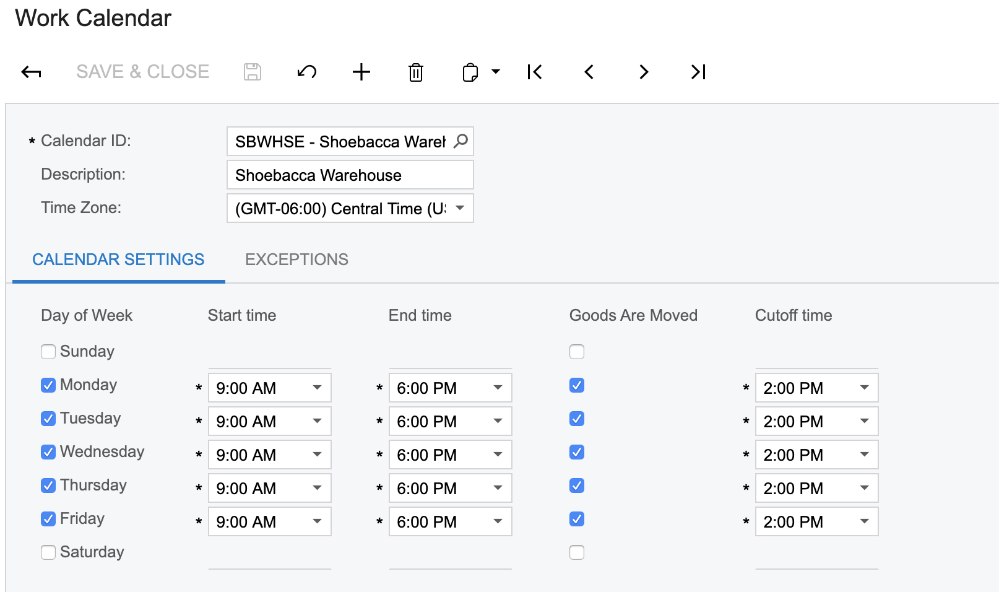 Work Calendar
SAVE & CLOSE
* Calendar ID: SBWHSE - Shoebacca Wareh
Description: Shoebacca Warehouse
Time Zone: (GMT-06:00) Central Time (US
CALENDAR SETTINGS EXCEPTIONS
Day of Week Start time End time Goods Are Moved Cutoff time
Sunday
Monday * 9:00 AM * 6:00 PM * 2:00 PM
Tuesday * 9:00 AM * 6:00 PM * 2:00 PM
Wednesday * 9:00 AM * 6:00 PM * 2:00 PM
Thursday * 9:00 AM * 6:00 PM * 2:00 PM
Friday * 9:00 AM * 6:00 PM * 2:00 PM
Saturday